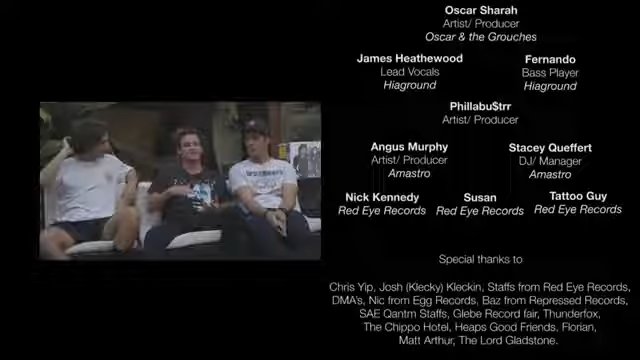 Oscar Sharah
Artist/ Producer
Oscar & the Grouches
James Heathewood
Lead Vocals
Hiaground
Fernando
Bass Player
Hiaground
Phillabu$trr
Artist/ Producer
Angus Murphy
Artist/ Producer
Amastro
Stacey Queffert
DJ/ Manager
Amastro
Nick Kennedy
Red Eye Records
Susan
Red Eye Records
Tattoo Guy
Red Eye Records
Special thanks to
Chris Yip, Josh (Klecky) Kleckin, Staffs from Red Eye Records,
DMA's, Nic from Egg Records, Baz from Repressed Records,
SAE Qantm Staffs, Glebe Record fair, Thunderfox,
The Chippo Hotel, Heaps Good Friends, Florian,
Matt Arthur, The Lord Gladstone.